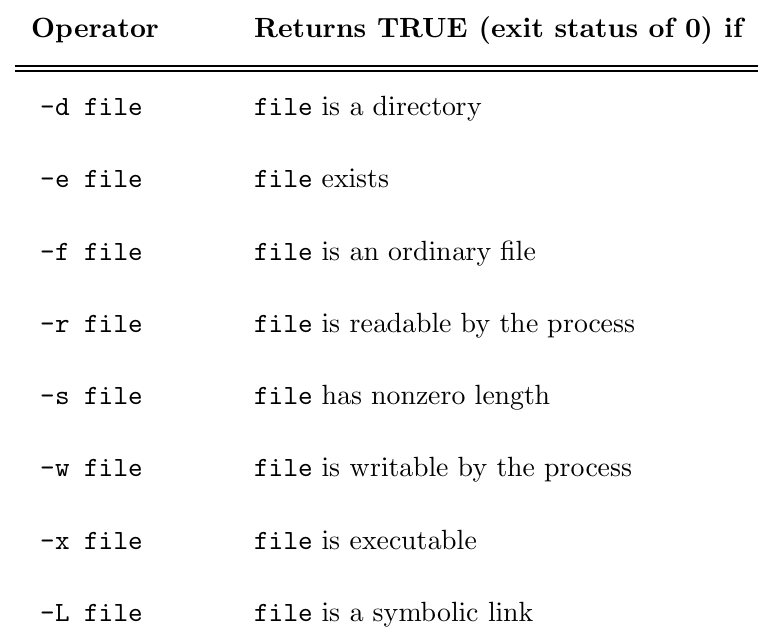 Operator Returns TRUE (exit status of 0) if
-d file file is a directory
-e file file exists
-f file file is an ordinary file
-r file file is readable by the process
-s file file has nonzero length
-w file file is writable by the process
-x file file is executable
-L file file is a symbolic link